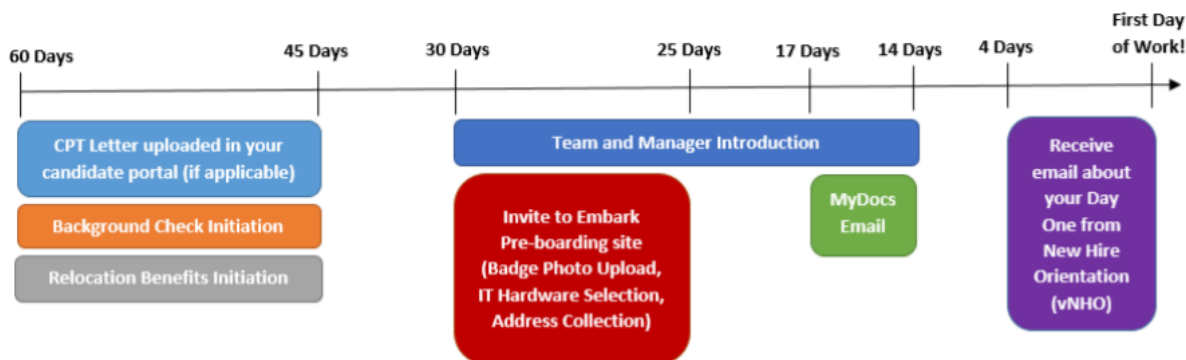 First Day
of Work!
60 Days
45 Days
30 Days
25 Days
17 Days
14 Days
4 Days
CPT Letter uploaded in your
candidate portal (if applicable)
Background Check Initiation
Relocation Benefits Initiation
Team and Manager Introduction
Invite to Embark
Pre-boarding site
(Badge Photo Upload,
IT Hardware Selection,
Address Collection)
MyDocs
Email
Receive
email about
your Day
One from
New Hire
Orientation
(vNHO)